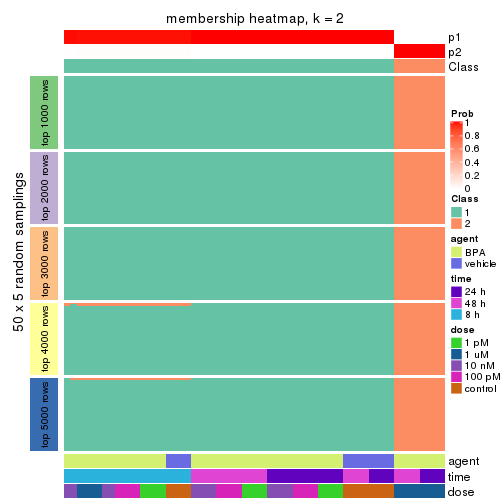 membership heatmap, k = 2
p1
p2
Class
50 x 5 random samplings
top 1000 rows
top 2000 rows
top 3000 rows
top 4000 rows
top 5000 rows
agent
time
dose
Prob
1
0.8
0.6
0.4
0.2
0
Class
1
2
agent
BPA
vehicle
time
24 h
48 h
8 h
dose
1 pM
1 uM
10 nM
100 pM
control